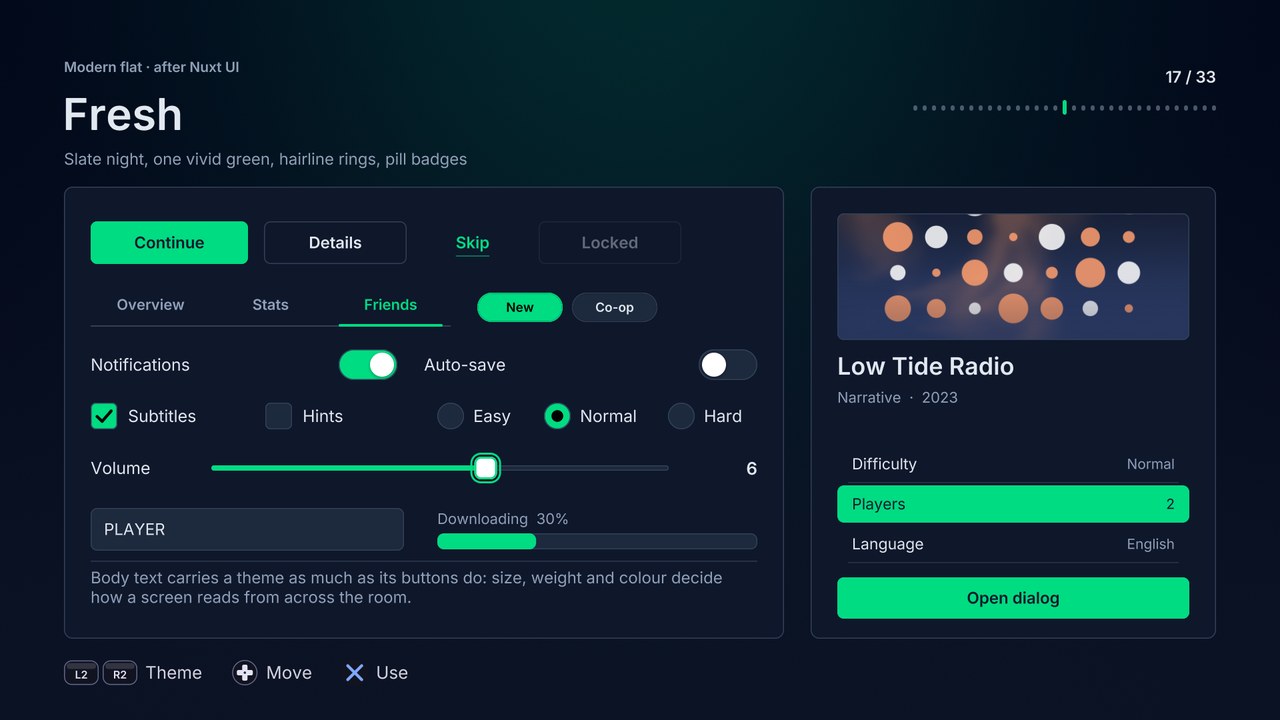 Modern flat · after Nuxt UI
17 / 33
Fresh
Slate night, one vivid green, hairline rings, pill badges
Continue
Details
Skip
Locked
Overview
Stats
Friends
New
Co-op
Notifications
Auto-save
Subtitles
Hints
Easy
Normal
Hard
Volume
6
PLAYER
Downloading 30%
Body text carries a theme as much as its buttons do: size, weight and colour decide
how a screen reads from across the room.
Low Tide Radio
Narrative · 2023
Difficulty Normal
Players 2
Language English
Open dialog
L2 R2 Theme
Move
Use